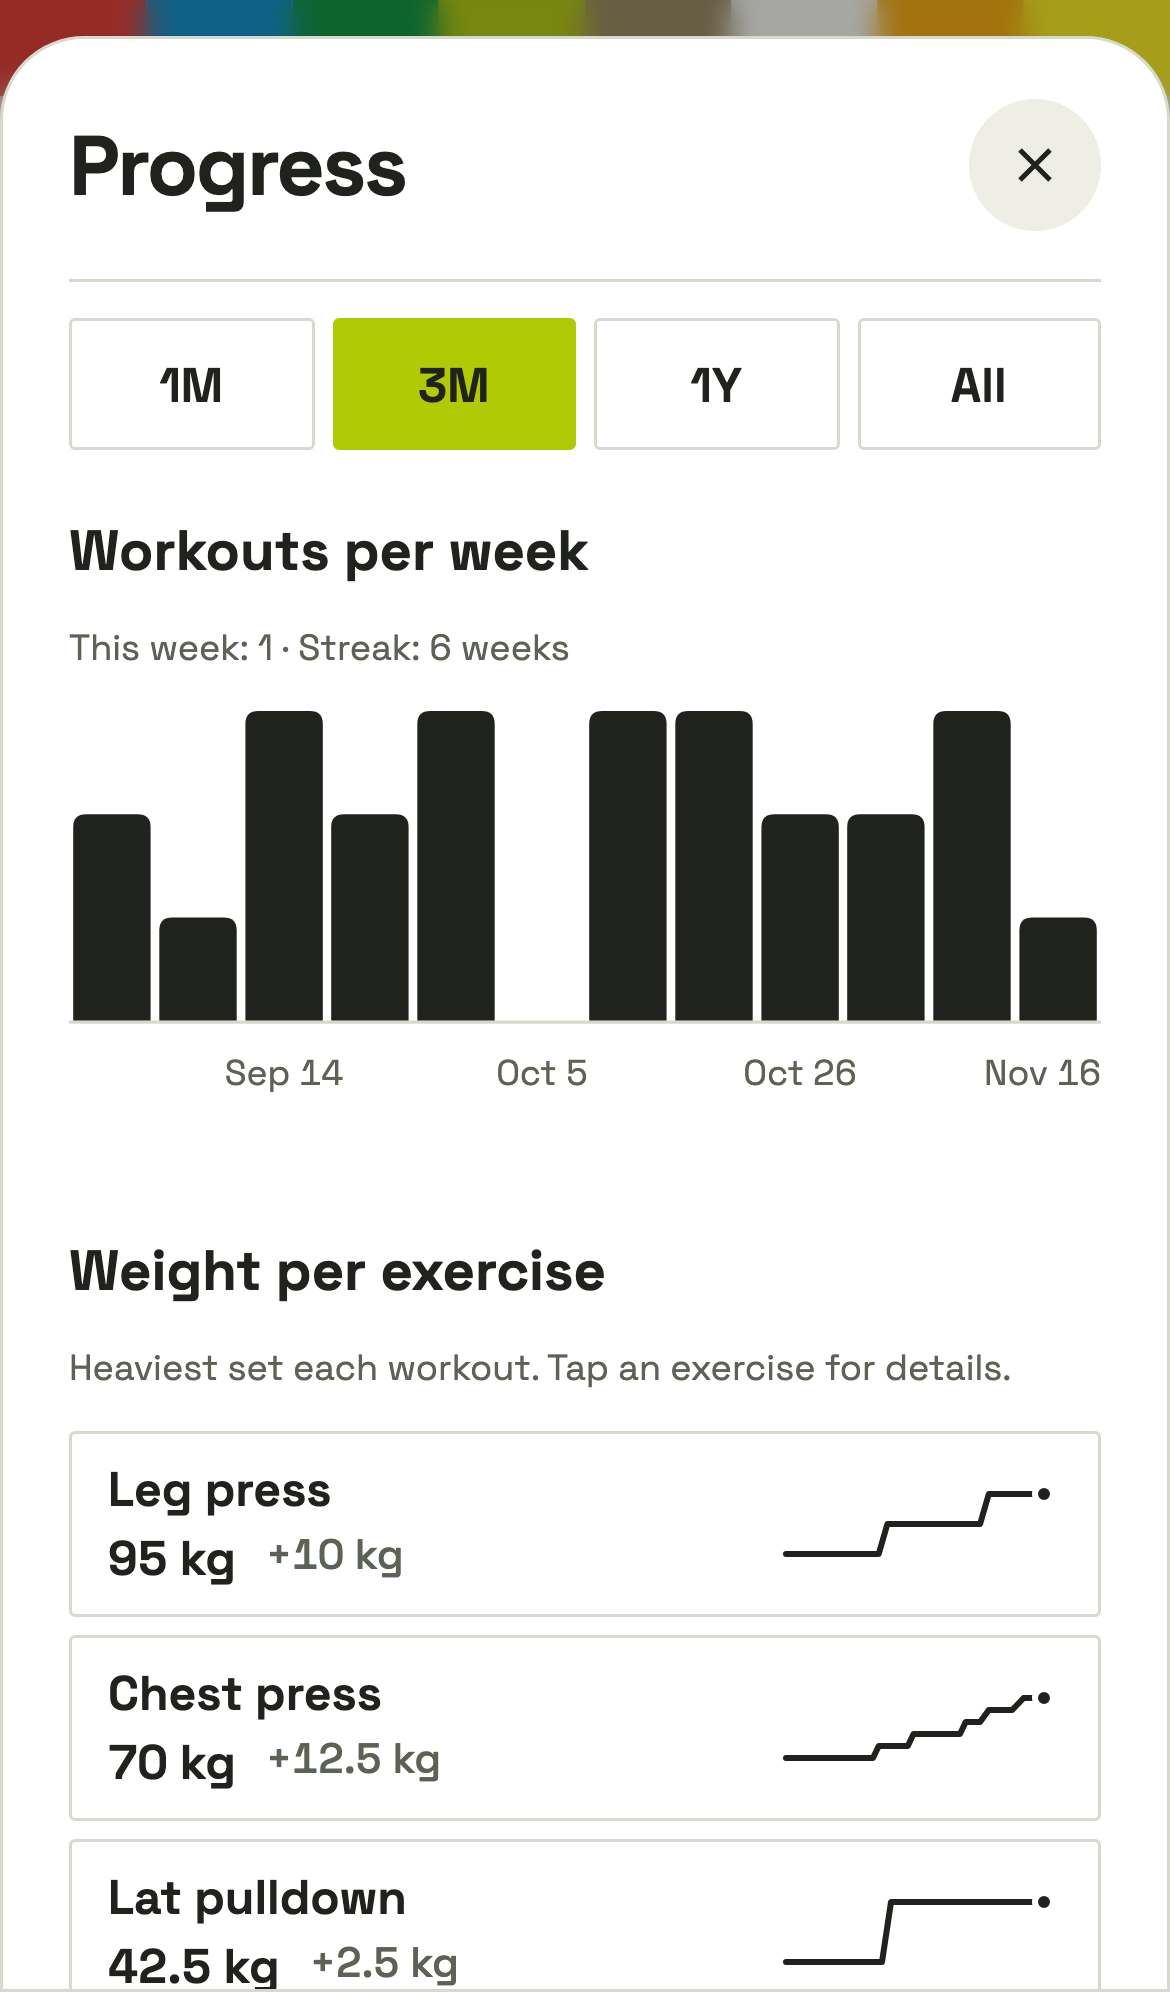 Progress
1M
3M
1Y
All
Workouts per week
This week: 1 · Streak: 6 weeks
Sep 14
Oct 5
Oct 26
Nov 16
Weight per exercise
Heaviest set each workout. Tap an exercise for details.
Leg press
95 kg +10 kg
Chest press
70 kg +12.5 kg
Lat pulldown
42.5 kg +2.5 kg